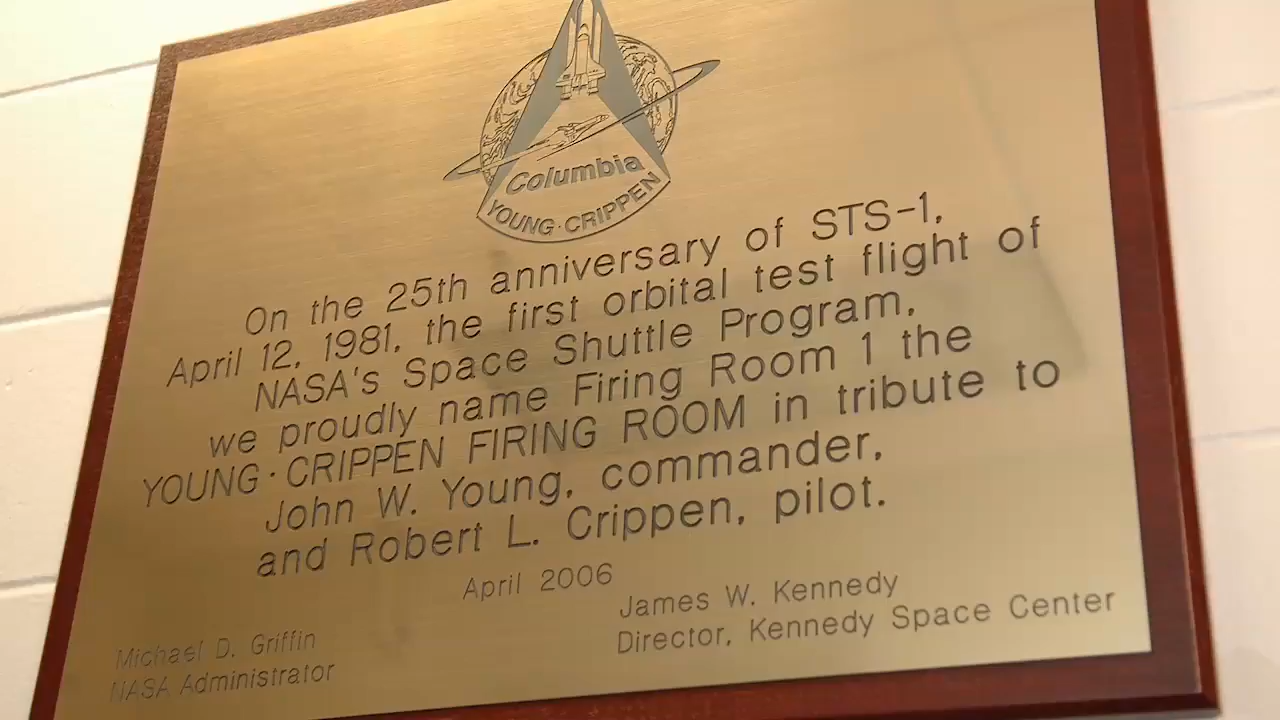 Columbia
YOUNG·CRIPPEN
On the 25th anniversary of STS-1,
April 12, 1981, the first orbital test flight of
NASA's Space Shuttle Program,
we proudly name Firing Room 1 the
YOUNG·CRIPPEN FIRING ROOM in tribute to
John W. Young, commander,
and Robert L. Crippen, pilot.
April 2006
Michael D. Griffin
NASA Administrator
James W. Kennedy
Director, Kennedy Space Center